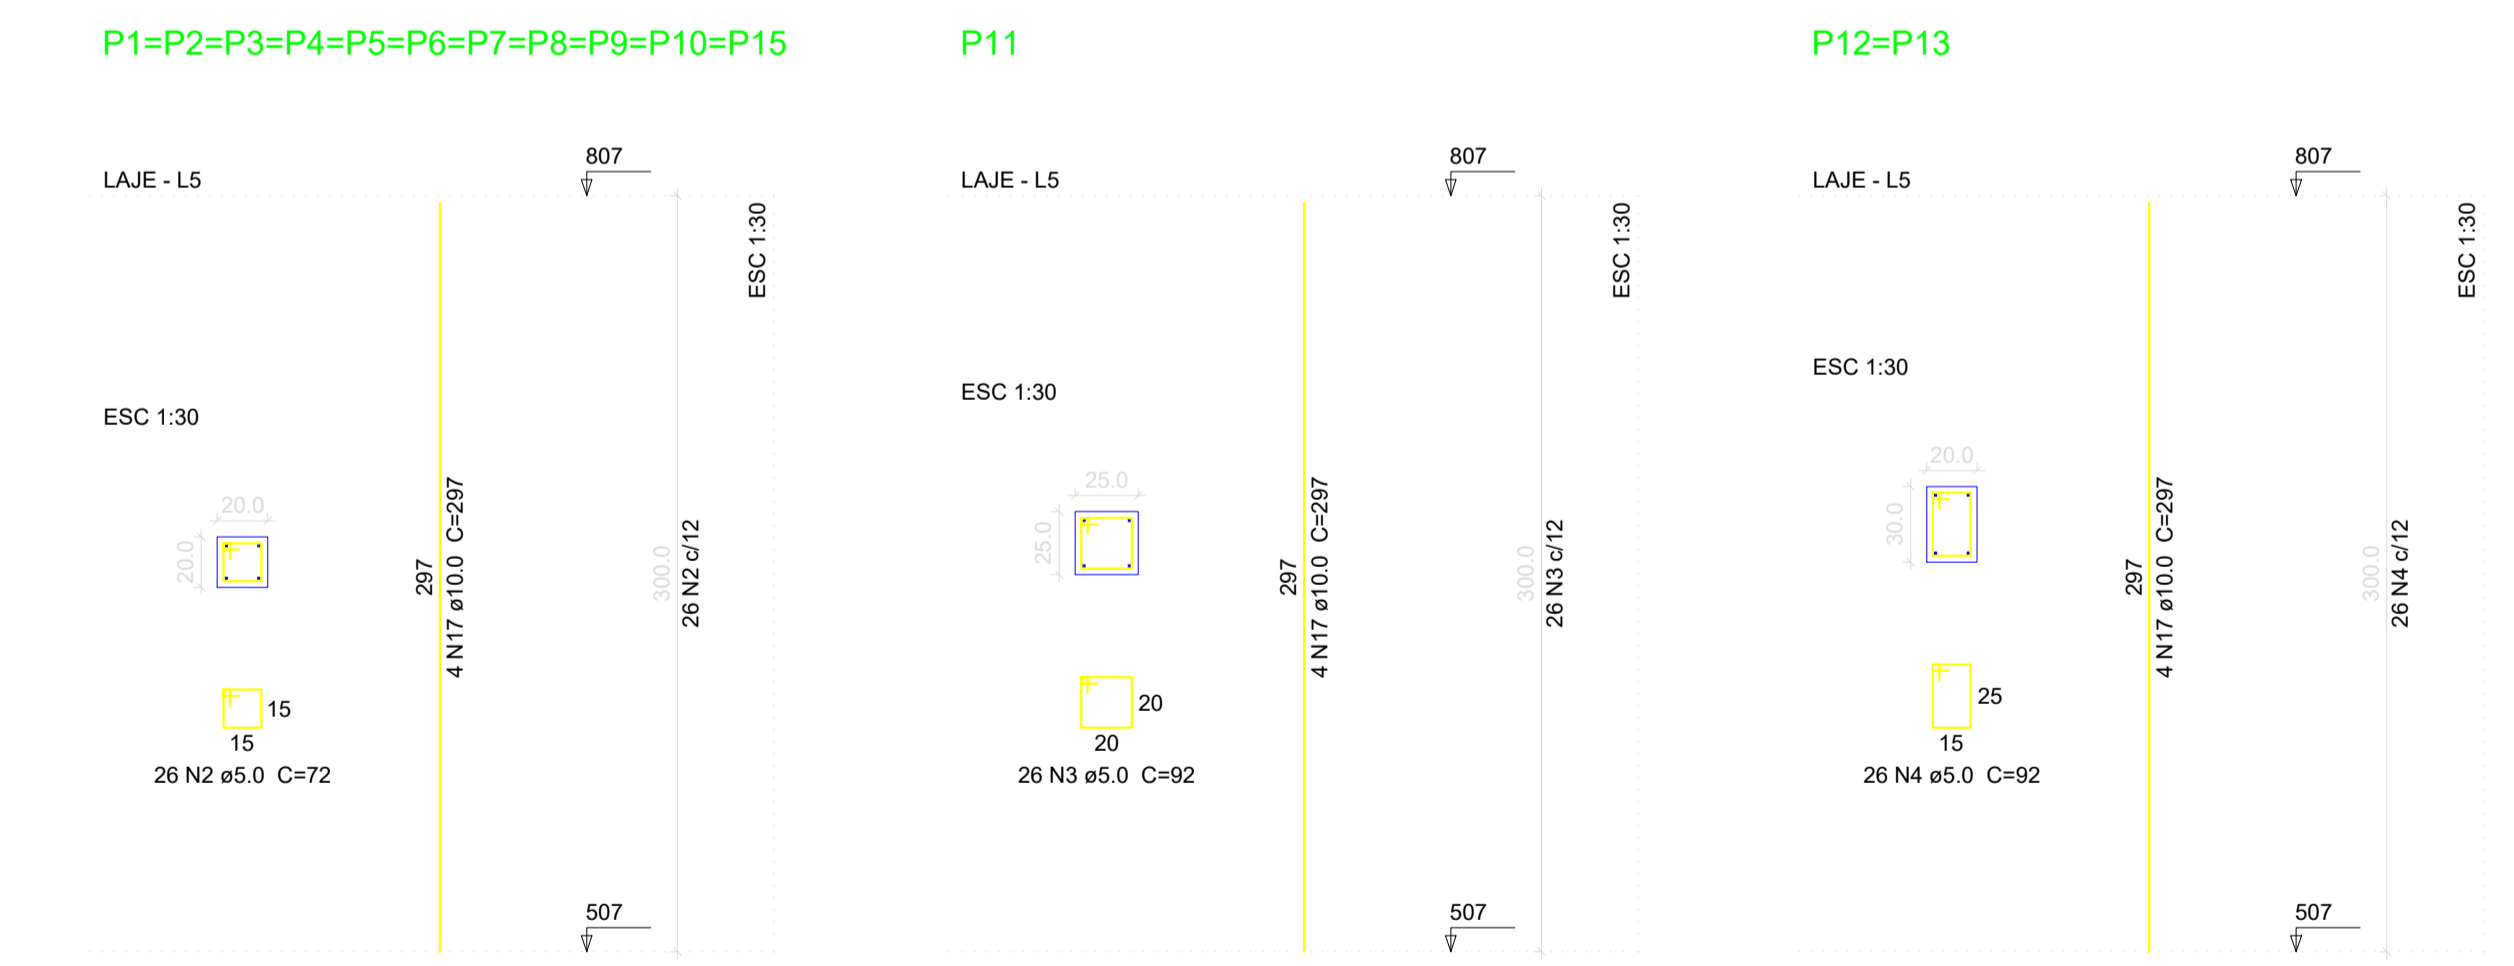 P1=P2=P3=P4=P5=P6=P7=P8=P9=P10=P15
807
LAJE - L5
ESC 1:30
ESC 1:30
20.0
20.0
297
4 N17 ø10.0 C=297
300.0
26 N2 c/12
15
15
26 N2 ø5.0 C=72
507
P11
807
LAJE - L5
ESC 1:30
ESC 1:30
25.0
25.0
297
4 N17 ø10.0 C=297
300.0
26 N3 c/12
20
20
26 N3 ø5.0 C=92
507
P12=P13
807
LAJE - L5
ESC 1:30
ESC 1:30
20.0
30.0
297
4 N17 ø10.0 C=297
300.0
26 N4 c/12
25
15
26 N4 ø5.0 C=92
507